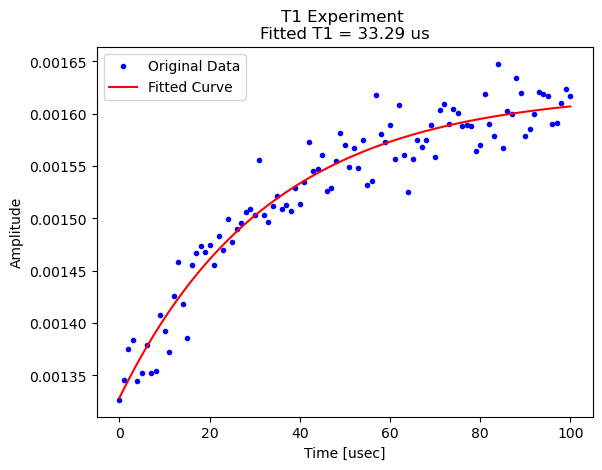 T1 Experiment
Fitted T1 = 33.29 us
Original Data
Fitted Curve
0.00165
0.00160
0.00155
0.00150
0.00145
0.00140
0.00135
Amplitude
0 20 40 60 80 100
Time [usec]